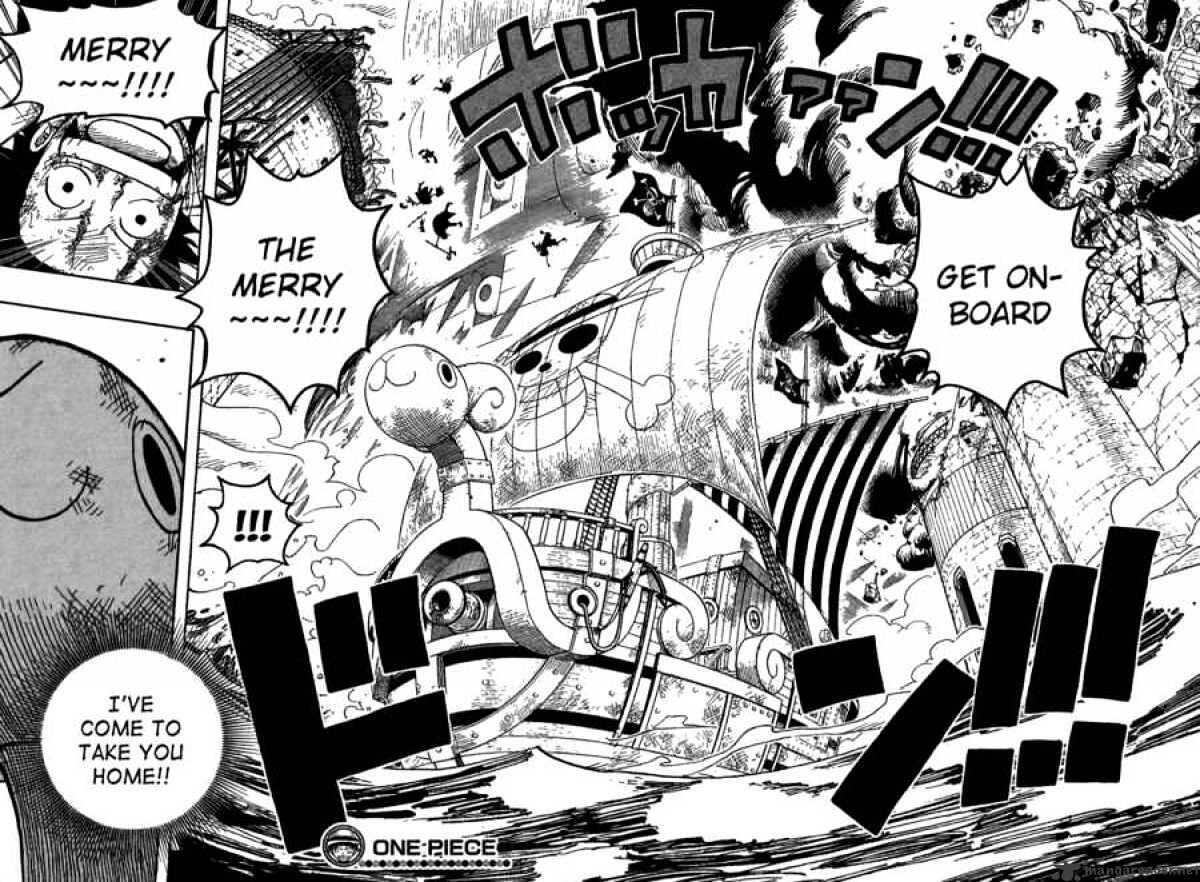 ボッカァァン!!!
GET ON-
BOARD
THE
MERRY
~~~!!!!
MERRY
~~~!!!!
!!!
ドドン!!!
I'VE
COME TO
TAKE YOU
HOME!!
ONE PIECE